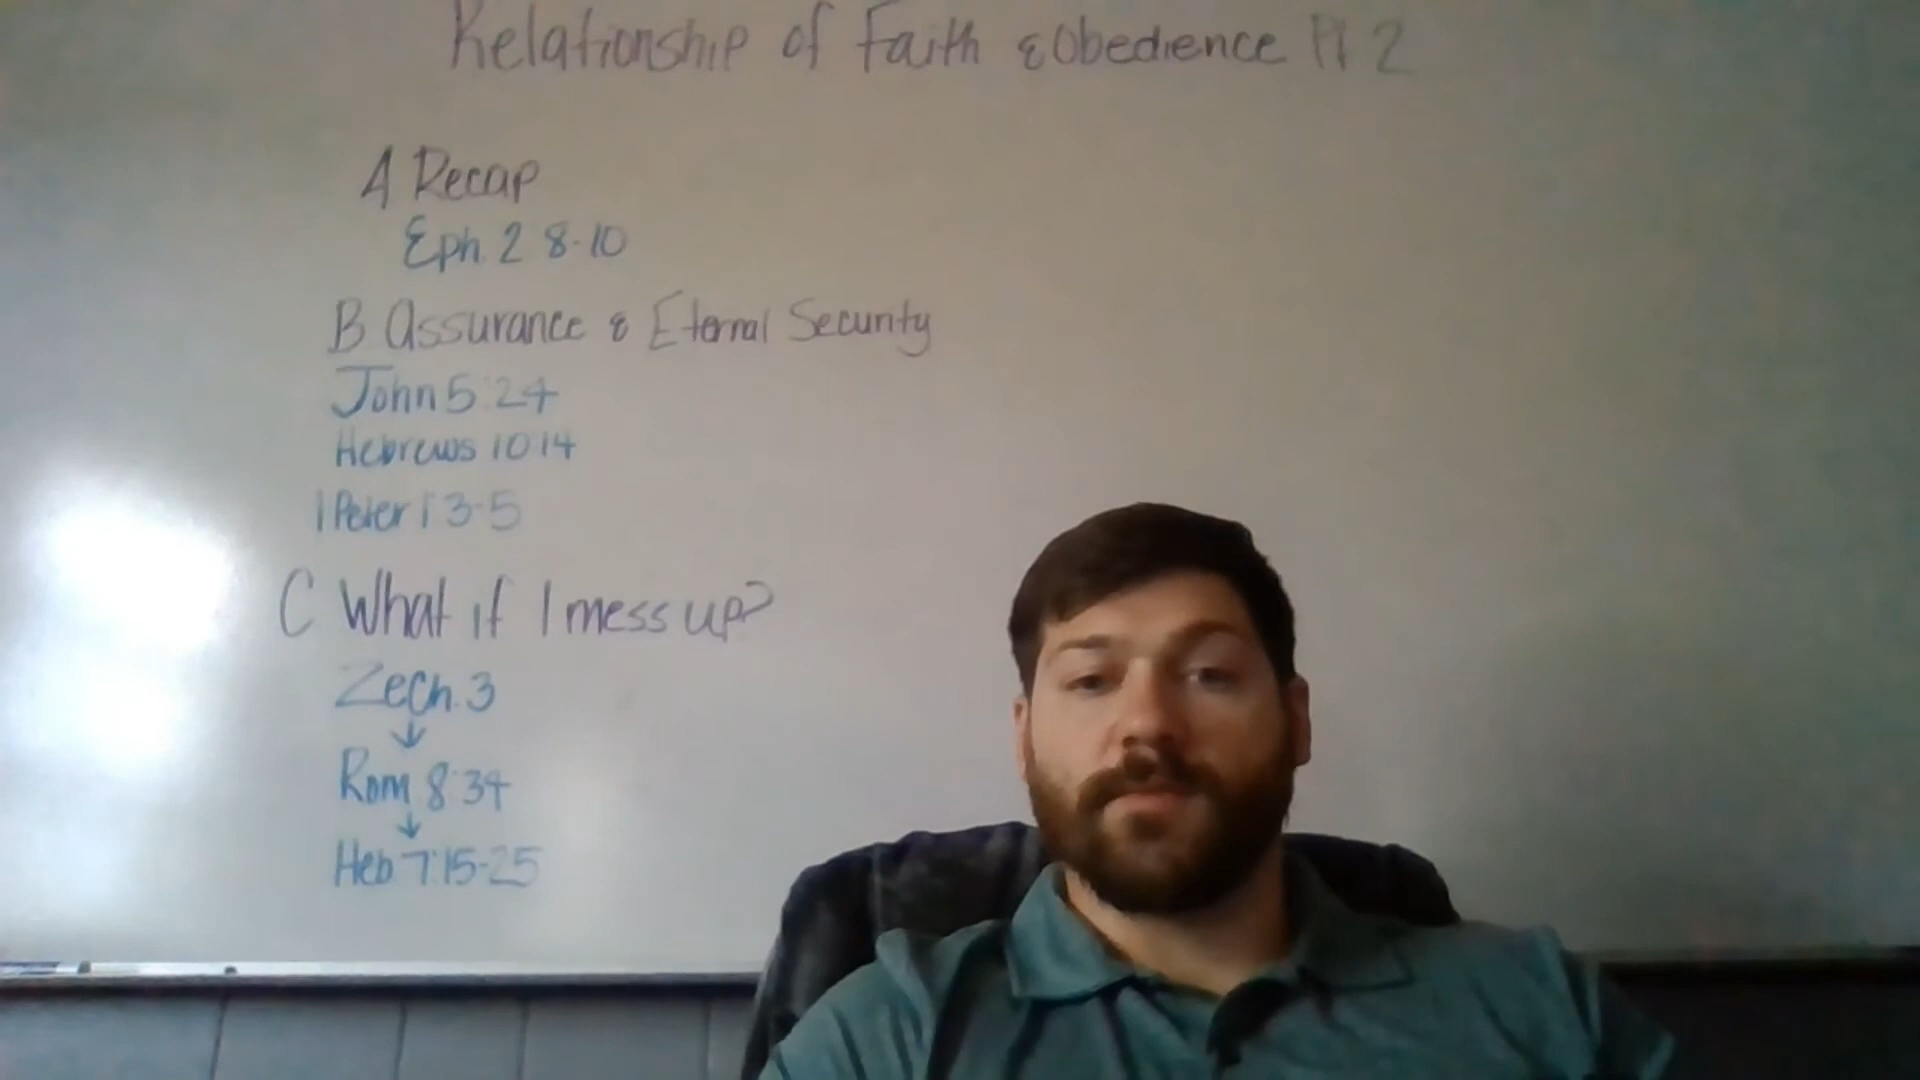 Relationship of Faith & Obedience Pt 2
A Recap
Eph. 2 8-10
B Assurance & Eternal Security
John 5:24
Hebrews 10:14
1 Peter 1:3-5
C What if I mess up?
Zech. 3
↓
Rom 8:34
↓
Heb 7:15-25